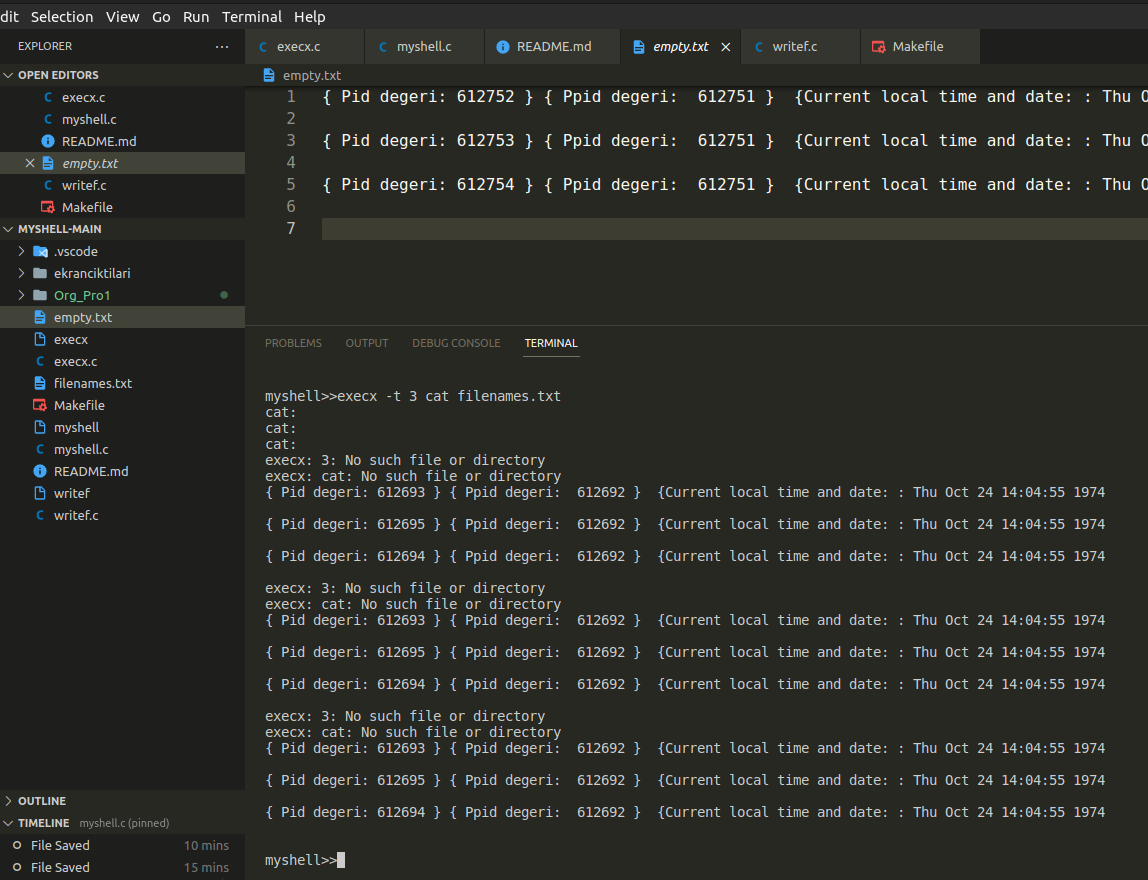 dit Selection View Go Run Terminal Help
EXPLORER ...
OPEN EDITORS
C execx.c
C myshell.c
README.md
empty.txt
C writef.c
Makefile
MYSHELL-MAIN
.vscode
ekranciktilari
Org_Pro1
empty.txt
execx
C execx.c
filenames.txt
Makefile
myshell
C myshell.c
README.md
writef
C writef.c
OUTLINE
TIMELINE myshell.c (pinned)
File Saved 10 mins
File Saved 15 mins
C execx.c C myshell.c README.md empty.txt C writef.c Makefile
empty.txt
1 { Pid degeri: 612752 } { Ppid degeri:  612751 }  {Current local time and date: : Thu O
2
3 { Pid degeri: 612753 } { Ppid degeri:  612751 }  {Current local time and date: : Thu O
4
5 { Pid degeri: 612754 } { Ppid degeri:  612751 }  {Current local time and date: : Thu O
6
7
PROBLEMS OUTPUT DEBUG CONSOLE TERMINAL
myshell>>execx -t 3 cat filenames.txt
cat:
cat:
cat:
execx: 3: No such file or directory
execx: cat: No such file or directory
{ Pid degeri: 612693 } { Ppid degeri:  612692 }  {Current local time and date: : Thu Oct 24 14:04:55 1974
{ Pid degeri: 612695 } { Ppid degeri:  612692 }  {Current local time and date: : Thu Oct 24 14:04:55 1974
{ Pid degeri: 612694 } { Ppid degeri:  612692 }  {Current local time and date: : Thu Oct 24 14:04:55 1974
execx: 3: No such file or directory
execx: cat: No such file or directory
{ Pid degeri: 612693 } { Ppid degeri:  612692 }  {Current local time and date: : Thu Oct 24 14:04:55 1974
{ Pid degeri: 612695 } { Ppid degeri:  612692 }  {Current local time and date: : Thu Oct 24 14:04:55 1974
{ Pid degeri: 612694 } { Ppid degeri:  612692 }  {Current local time and date: : Thu Oct 24 14:04:55 1974
execx: 3: No such file or directory
execx: cat: No such file or directory
{ Pid degeri: 612693 } { Ppid degeri:  612692 }  {Current local time and date: : Thu Oct 24 14:04:55 1974
{ Pid degeri: 612695 } { Ppid degeri:  612692 }  {Current local time and date: : Thu Oct 24 14:04:55 1974
{ Pid degeri: 612694 } { Ppid degeri:  612692 }  {Current local time and date: : Thu Oct 24 14:04:55 1974
myshell>>